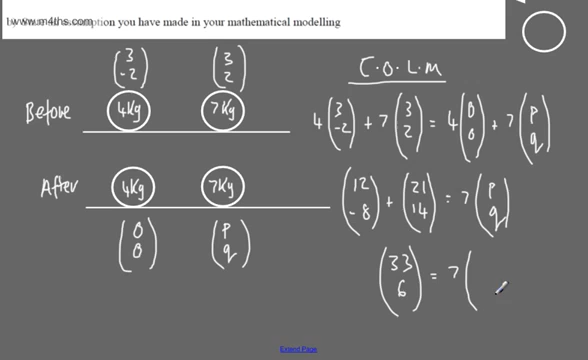 www.m4ths.com assumption you have made in your mathematical modelling
(3 -2) (3 2)
Before 4Kg 7Kg
After 4Kg 7Kg
(0 0) (p q)
C.O.L.M
4(3 -2) + 7(3 2) = 4(0 0) + 7(p q)
(12 -8) + (21 14) = 7(p q)
(33 6) = 7(
Extend Page